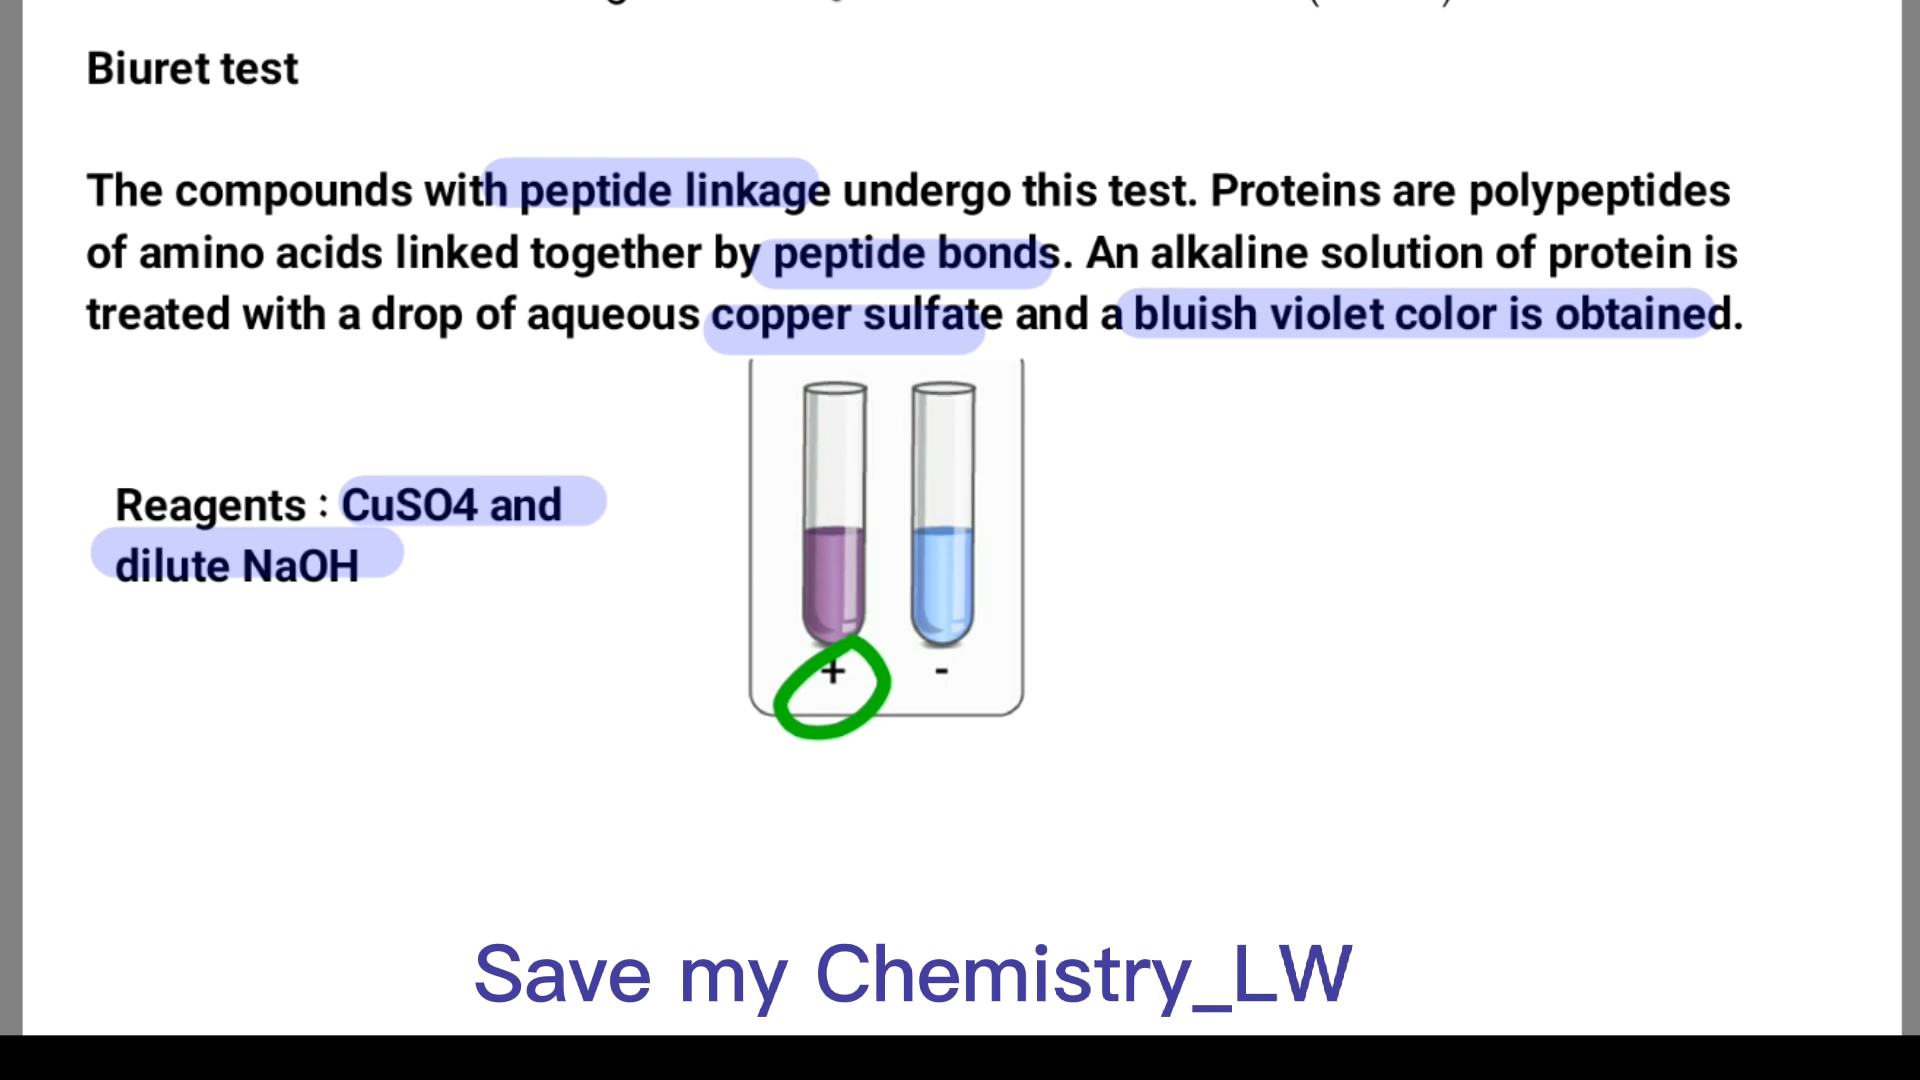 Biuret test
The compounds with peptide linkage undergo this test. Proteins are polypeptides
of amino acids linked together by peptide bonds. An alkaline solution of protein is
treated with a drop of aqueous copper sulfate and a bluish violet color is obtained.
Reagents : CuSO4 and
dilute NaOH
+ -
Save my Chemistry_LW